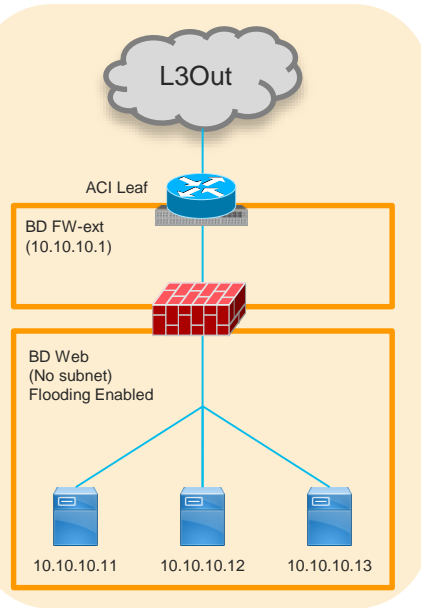 L3Out
ACI Leaf
BD FW-ext
(10.10.10.1)
BD Web
(No subnet)
Flooding Enabled
10.10.10.11
10.10.10.12
10.10.10.13